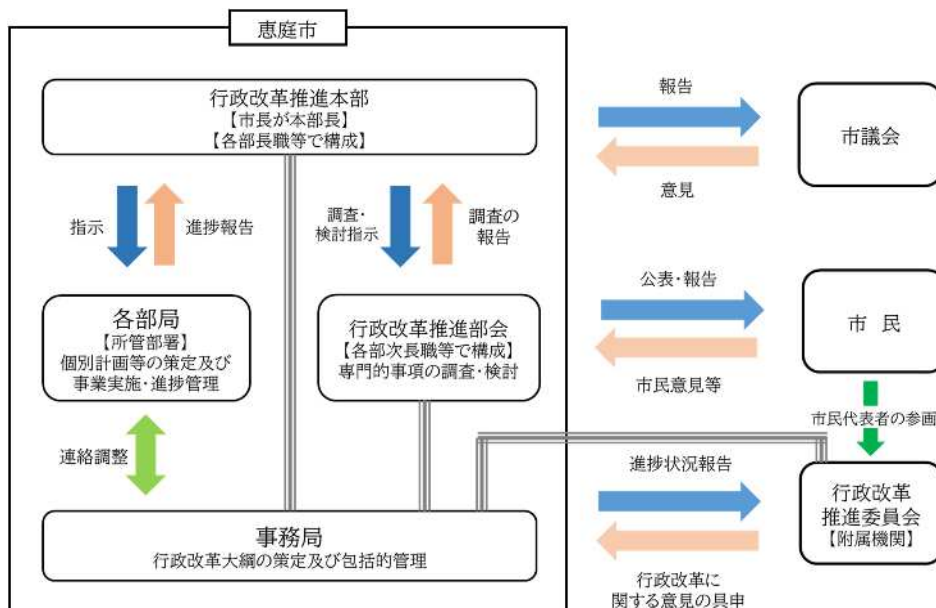 恵庭市
行政改革推進本部
【市長が本部長】
【各部長職等で構成】
報告
市議会
意見
指示
進捗報告
調査・
検討指示
調査の
報告
公表・報告
市 民
市民意見等
各部局
【所管部署】
個別計画等の策定及び
事業実施・進捗管理
行政改革推進部会
【各部次長職等で構成】
専門的事項の調査・検討
市民代表者の参画
連絡調整
進捗状況報告
行政改革
推進委員会
【附属機関】
事務局
行政改革大綱の策定及び包括的管理
行政改革に
関する意見の具申